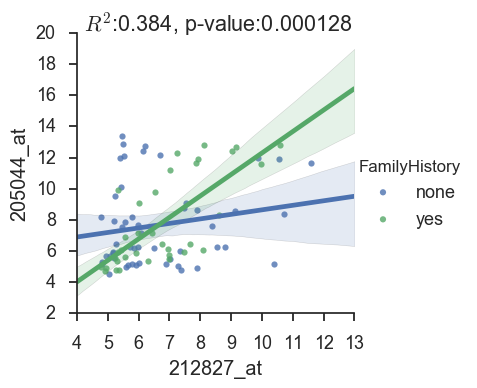 R²:0.384, p-value:0.000128
20
18
16
14
12
10
8
6
4
2
205044_at
4 5 6 7 8 9 10 11 12 13
212827_at
FamilyHistory
none
yes